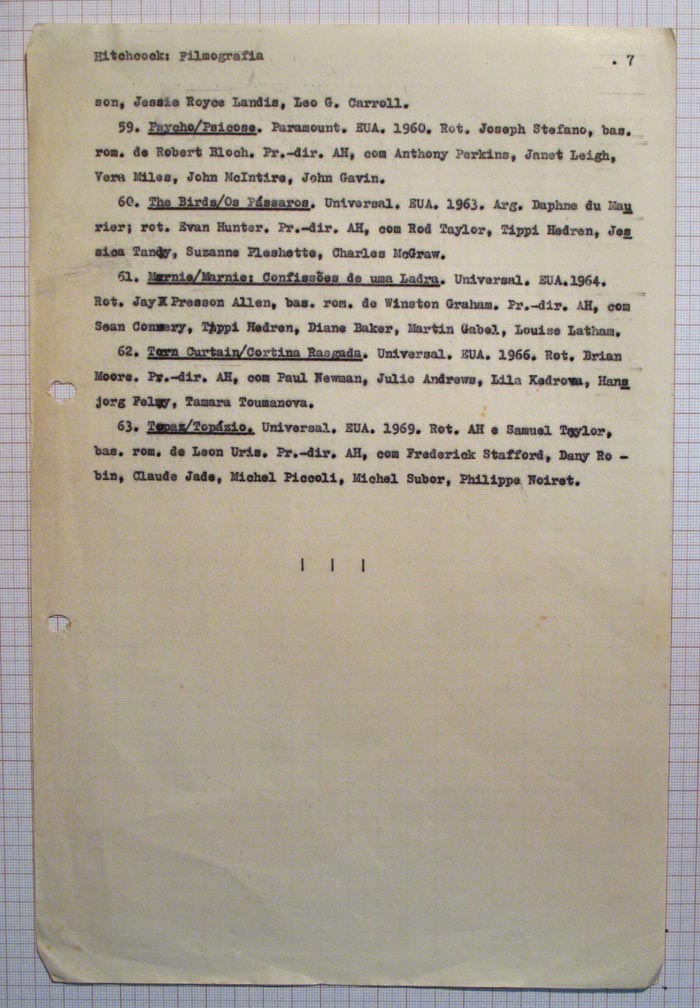 Hitchcock: Filmografia . 7
son, Jessie Royce Landis, Leo G. Carroll.
59. Psycho/Psicose. Paramount. EUA. 1960. Rot. Joseph Stefano, bas.
rom. de Robert Bloch. Pr.-dir. AH, com Anthony Perkins, Janet Leigh,
Vera Miles, John McIntire, John Gavin.
60. The Birds/Os Pássaros. Universal. EUA. 1963. Arg. Daphne du Mau
rier; rot. Evan Hunter. Pr.-dir. AH, com Rod Taylor, Tippi Hedren, Jes
sica Tandy, Suzanne Pleshette, Charles McGraw.
61. Marnie/Marnie: Confissões de uma Ladra. Universal. EUA.1964.
Rot. Jay Presson Allen, bas. rom. de Winston Graham. Pr.-dir. AH, com
Sean Connery, Tippi Hedren, Diane Baker, Martin Gabel, Louise Latham.
62. Torn Curtain/Cortina Rasgada. Universal. EUA. 1966. Rot. Brian
Moore. Pr.-dir. AH, com Paul Newman, Julie Andrews, Lila Kedrova, Hans
jorg Felmy, Tamara Toumanova.
63. Topaz/Topázio. Universal. EUA. 1969. Rot. AH e Samuel Taylor,
bas. rom. de Leon Uris. Pr.-dir. AH, com Frederick Stafford, Dany Ro -
bin, Claude Jade, Michel Piccoli, Michel Subor, Philippe Noiret.
| | |